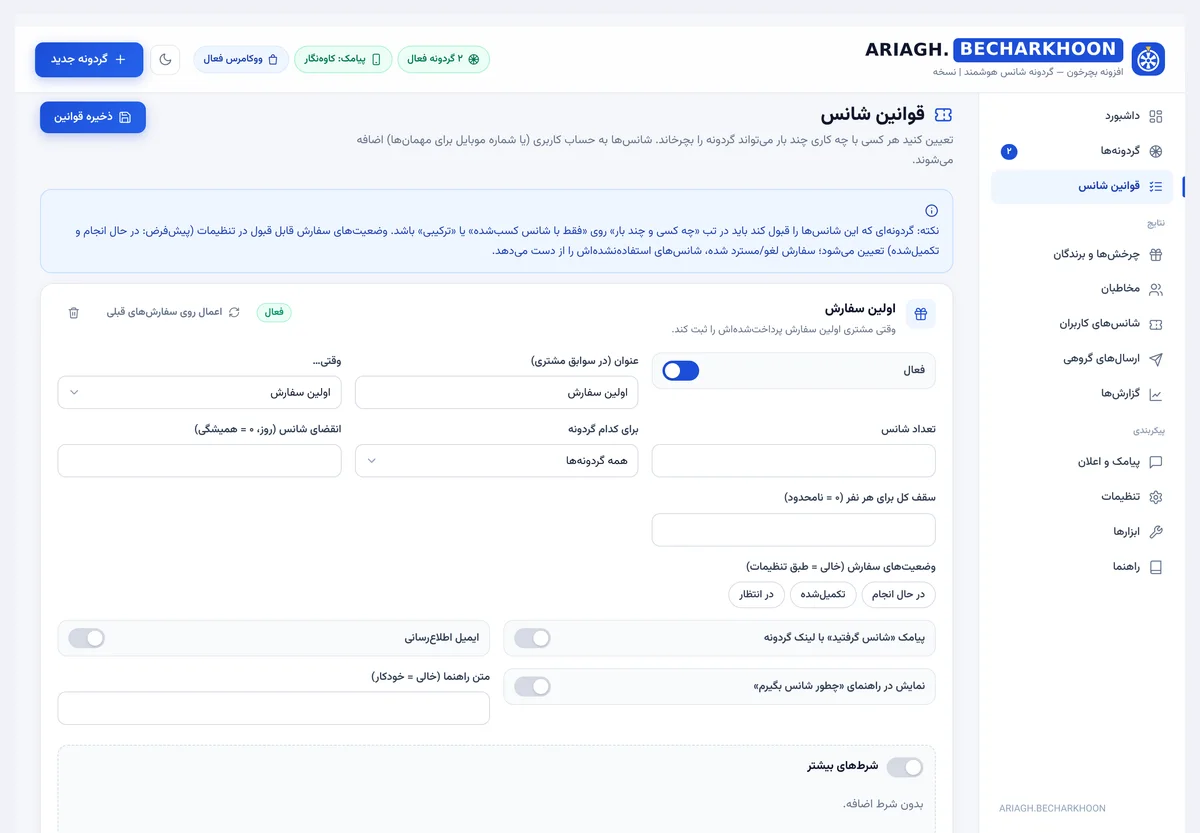 ARIAGH. BECHARKHOON
افزونه بچرخون — گردونه شانس هوشمند | نسخه
۲ گردونه فعال
پیامک: کاوه‌نگار
ووکامرس فعال
گردونه جدید
داشبورد
گردونه‌ها
۲
قوانین شانس
نتایج
چرخش‌ها و برندگان
مخاطبان
شانس‌های کاربران
ارسال‌های گروهی
گزارش‌ها
پیکربندی
پیامک و اعلان
تنظیمات
ابزارها
راهنما
ARIAGH.BECHARKHOON
قوانین شانس
ذخیره قوانین
تعیین کنید هر کسی با چه کاری چند بار می‌تواند گردونه را بچرخاند. شانس‌ها به حساب کاربری (یا شماره موبایل برای مهمان‌ها) اضافه
می‌شوند.
نکته: گردونه‌ای که این شانس‌ها را قبول کند باید در تب «چه کسی و چند بار» روی «فقط با شانس کسب‌شده» یا «ترکیبی» باشد. وضعیت‌های سفارش قابل قبول در تنظیمات (پیش‌فرض: در حال انجام و
تکمیل‌شده) تعیین می‌شود؛ سفارش لغو/مسترد شده، شانس‌های استفاده‌نشده‌اش را از دست می‌دهد.
اولین سفارش
وقتی مشتری اولین سفارش پرداخت‌شده‌اش را ثبت کند.
فعال
اعمال روی سفارش‌های قبلی
فعال
عنوان (در سوابق مشتری)
اولین سفارش
وقتی...
اولین سفارش
تعداد شانس
برای کدام گردونه
همه گردونه‌ها
انقضای شانس (روز، ۰ = همیشگی)
سقف کل برای هر نفر (۰ = نامحدود)
وضعیت‌های سفارش (خالی = طبق تنظیمات)
در حال انجام
تکمیل‌شده
در انتظار
پیامک «شانس گرفتید» با لینک گردونه
ایمیل اطلاع‌رسانی
نمایش در راهنمای «چطور شانس بگیرم»
متن راهنما (خالی = خودکار)
شرط‌های بیشتر
بدون شرط اضافه.